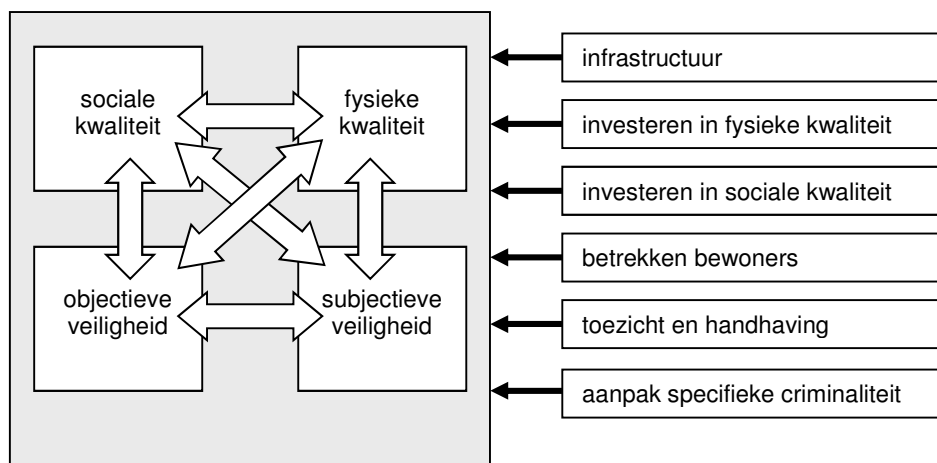 sociale
kwaliteit
fysieke
kwaliteit
objectieve
veiligheid
subjectieve
veiligheid
infrastructuur
investeren in fysieke kwaliteit
investeren in sociale kwaliteit
betrekken bewoners
toezicht en handhaving
aanpak specifieke criminaliteit